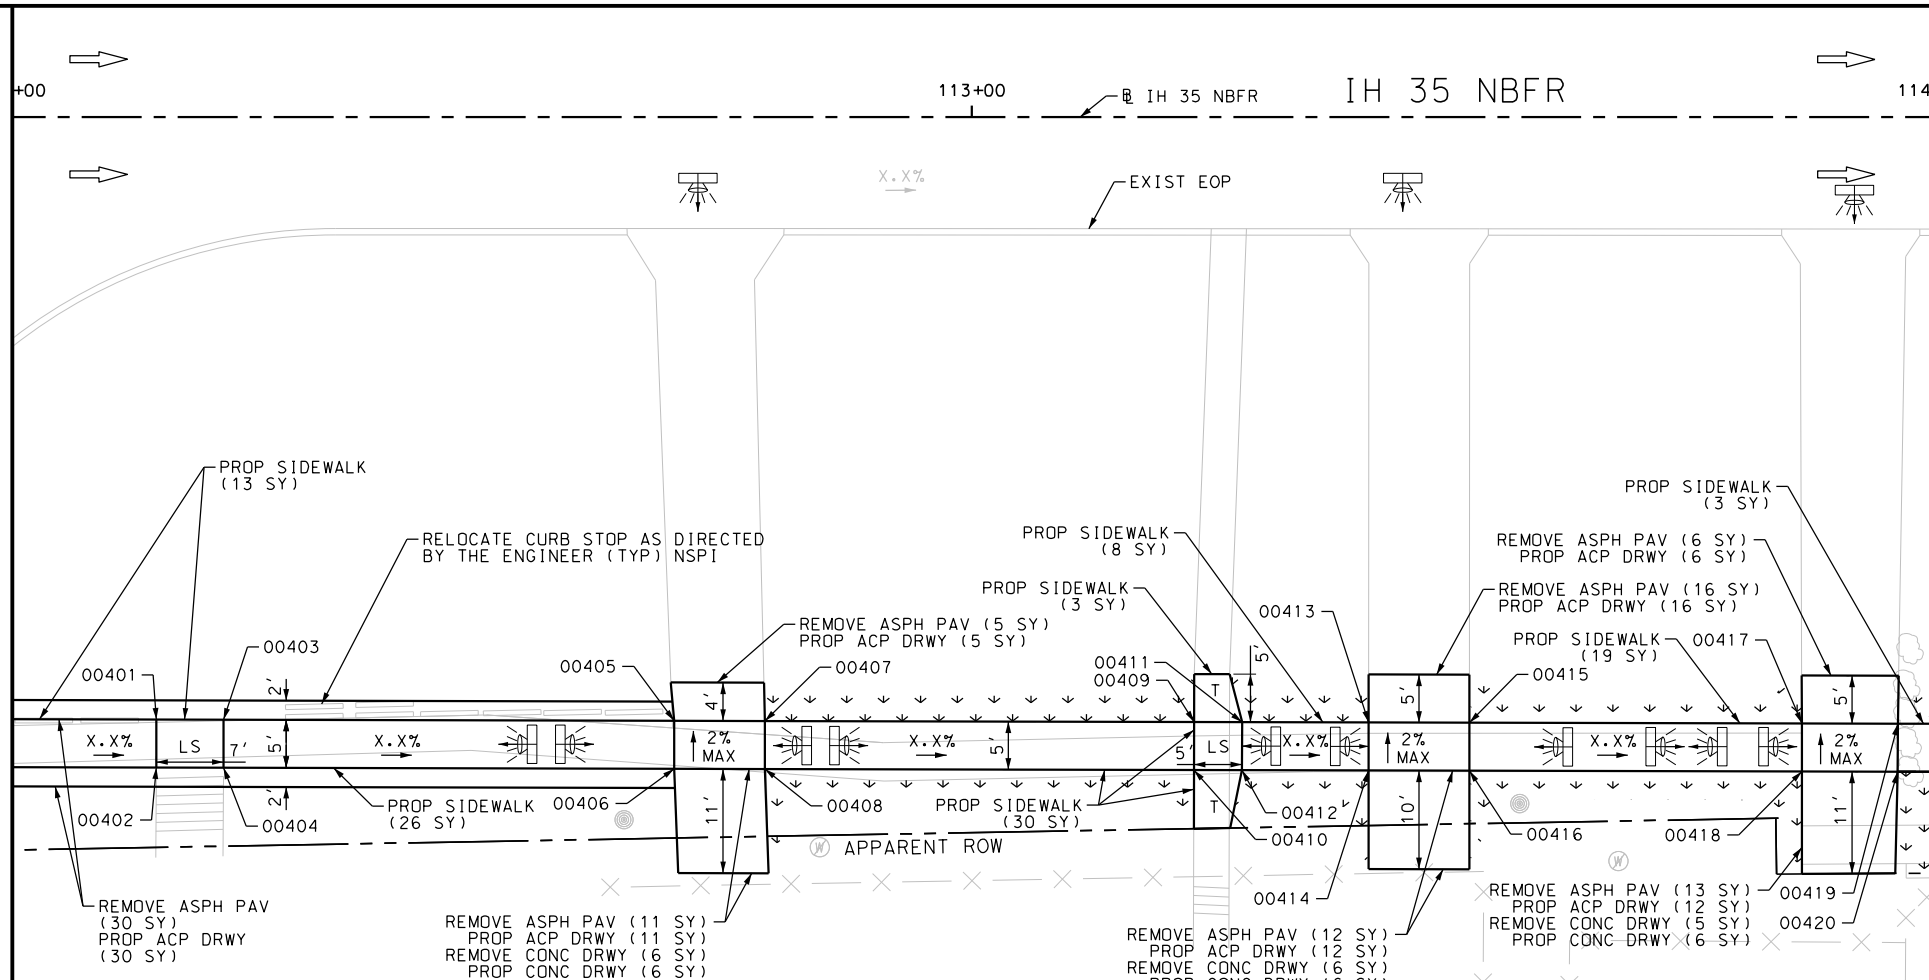 +00
113+00
℄ IH 35 NBFR
IH 35 NBFR
114
X.X%
EXIST EOP
PROP SIDEWALK
(13 SY)
RELOCATE CURB STOP AS DIRECTED
BY THE ENGINEER (TYP) NSPI
PROP SIDEWALK
(8 SY)
PROP SIDEWALK
(3 SY)
PROP SIDEWALK
(3 SY)
REMOVE ASPH PAV (6 SY)
PROP ACP DRWY (6 SY)
REMOVE ASPH PAV (16 SY)
PROP ACP DRWY (16 SY)
PROP SIDEWALK
(19 SY)
REMOVE ASPH PAV (5 SY)
PROP ACP DRWY (5 SY)
00401
00403
00405
00407
00411
00409
00413
00415
00417
2'
4'
5'
5'
5'
T
X.X%
LS
7'
5'
X.X%
2%
MAX
X.X%
5'
5'
LS
X.X%
2%
MAX
X.X%
2%
MAX
2'
11'
T
10'
11'
00402
00404
PROP SIDEWALK
(26 SY)
00406
00408
PROP SIDEWALK
(30 SY)
00412
00410
00416
00418
W
APPARENT ROW
W
00414
00419
00420
REMOVE ASPH PAV
(30 SY)
PROP ACP DRWY
(30 SY)
REMOVE ASPH PAV (11 SY)
PROP ACP DRWY (11 SY)
REMOVE CONC DRWY (6 SY)
PROP CONC DRWY (6 SY)
REMOVE ASPH PAV (12 SY)
PROP ACP DRWY (12 SY)
REMOVE CONC DRWY (6 SY)
REMOVE ASPH PAV (13 SY)
PROP ACP DRWY (12 SY)
REMOVE CONC DRWY (5 SY)
PROP CONC DRWY (6 SY)